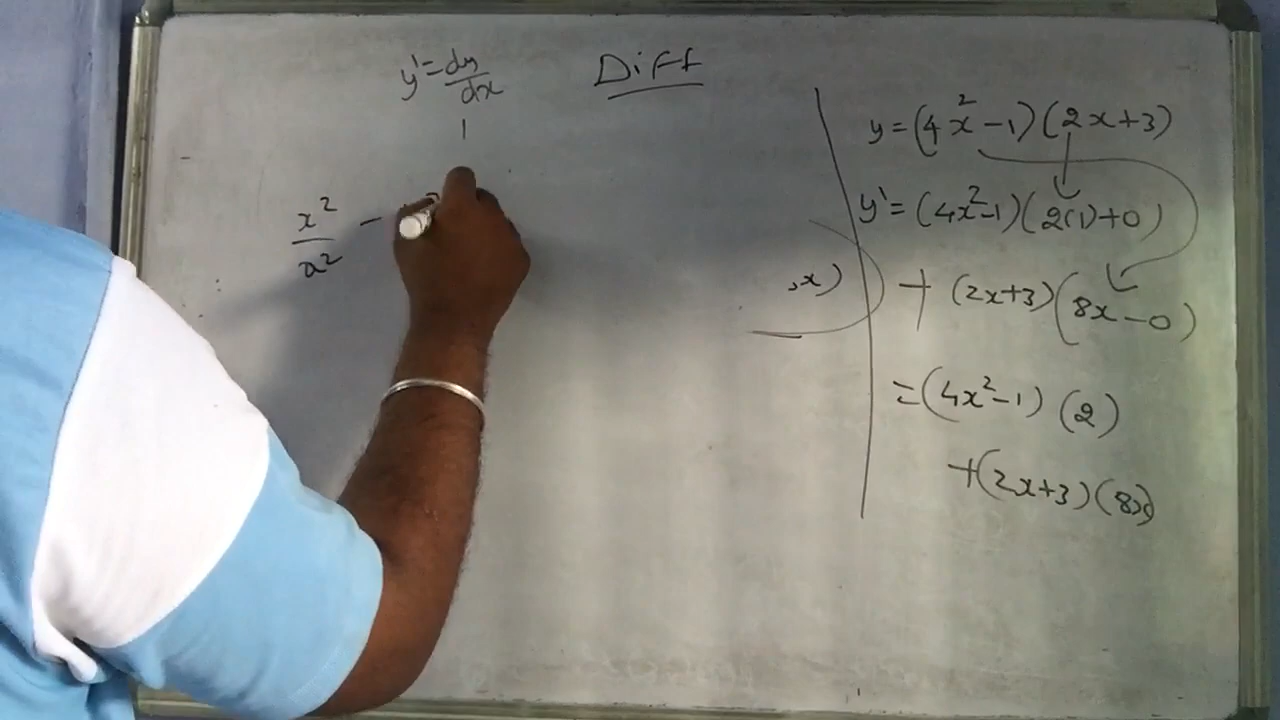 y' = dy/dx
Diff
1
x²/a² -
, x)
y = (4x² - 1)(2x + 3)
y' = (4x² - 1)(2(1) + 0)
+ (2x + 3)(8x - 0)
= (4x² - 1) (2)
+ (2x + 3)(8x)